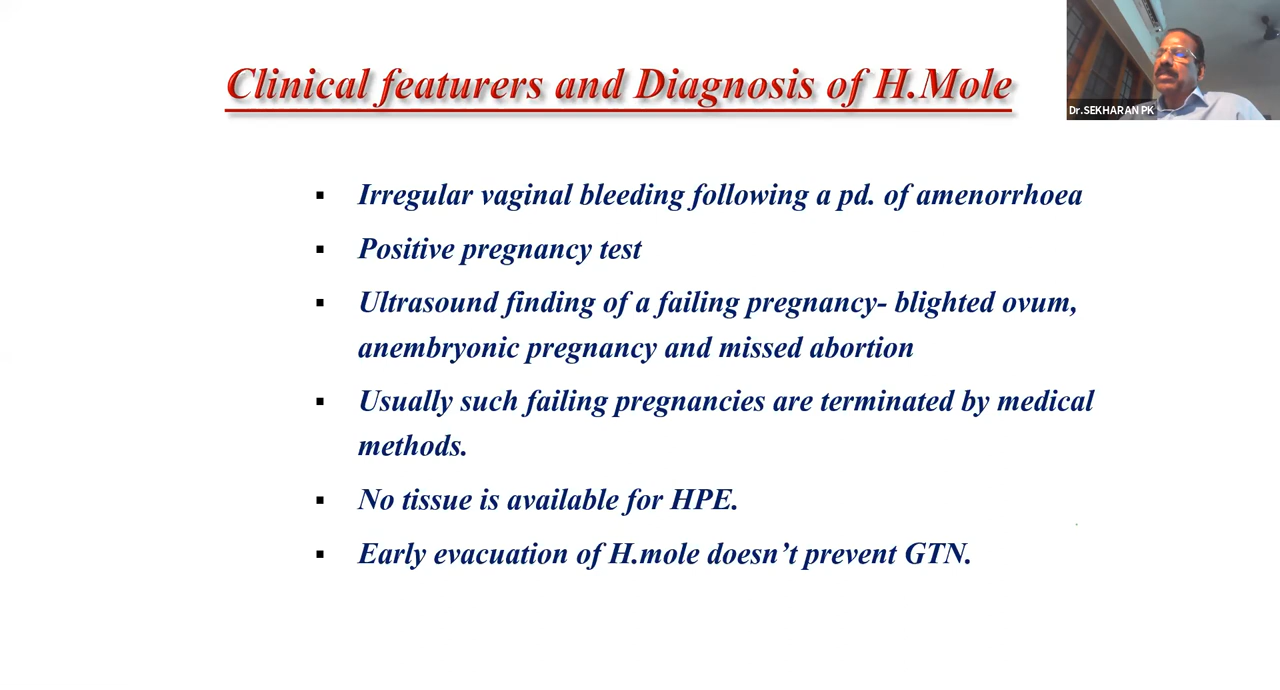 Clinical featurers and Diagnosis of H.Mole
Dr.SEKHARAN PK
▪ Irregular vaginal bleeding following a pd. of amenorrhoea
▪ Positive pregnancy test
▪ Ultrasound finding of a failing pregnancy- blighted ovum,
anembryonic pregnancy and missed abortion
▪ Usually such failing pregnancies are terminated by medical
methods.
▪ No tissue is available for HPE.
▪ Early evacuation of H.mole doesn’t prevent GTN.